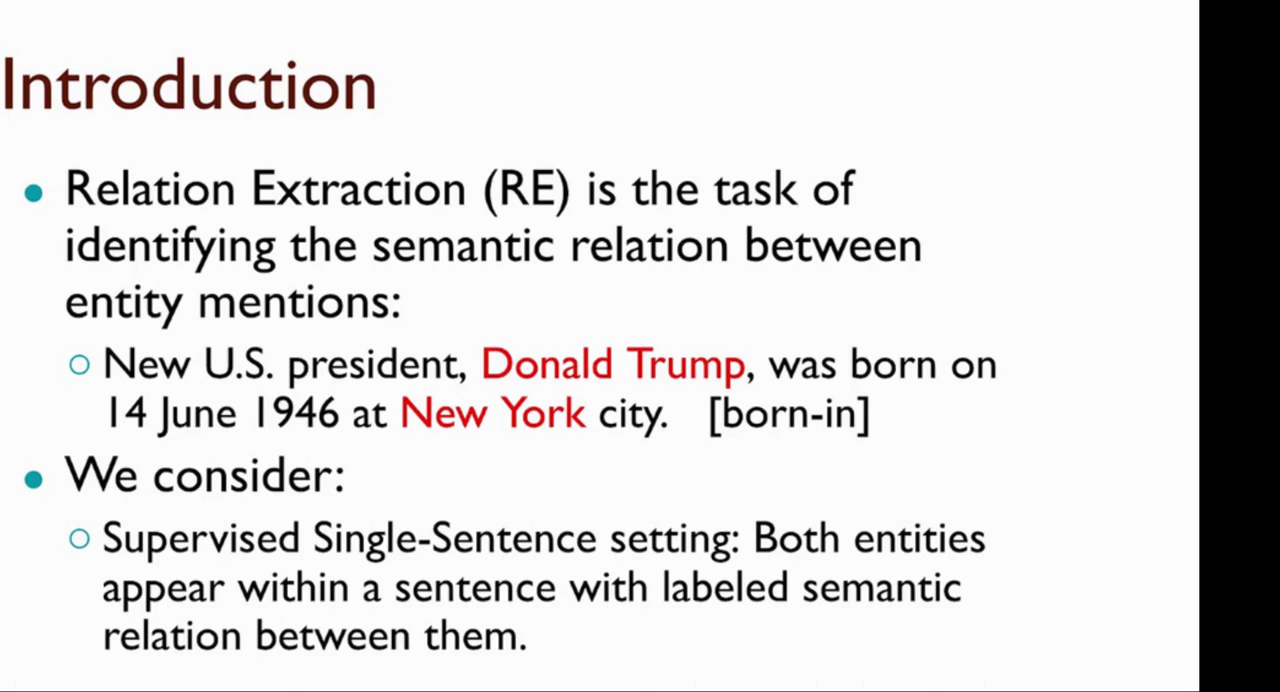 Introduction
Relation Extraction (RE) is the task of
identifying the semantic relation between
entity mentions:
New U.S. president, Donald Trump, was born on
14 June 1946 at New York city. [born-in]
We consider:
Supervised Single-Sentence setting: Both entities
appear within a sentence with labeled semantic
relation between them.